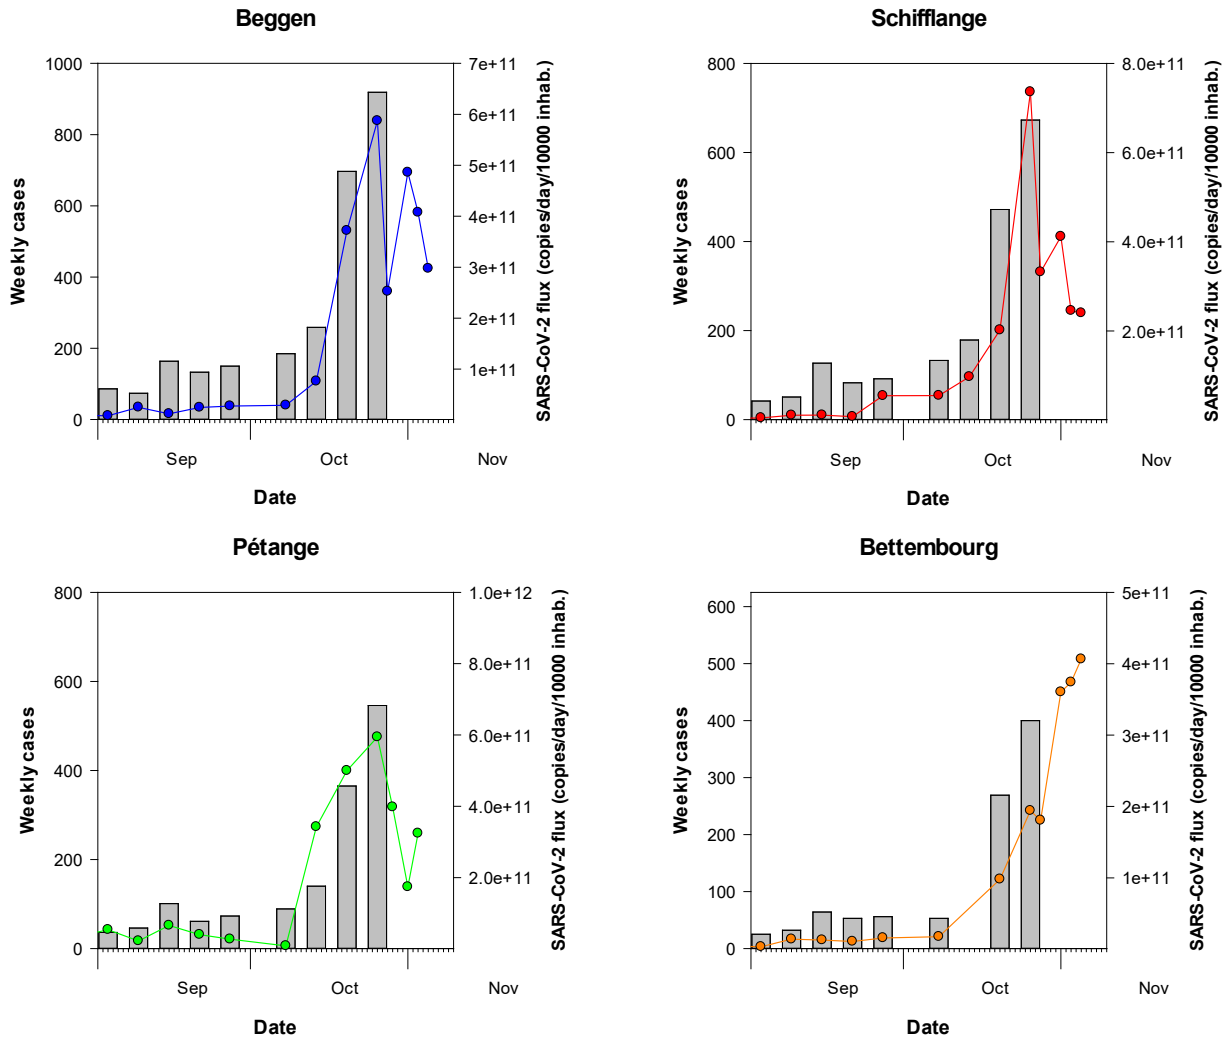 Beggen
1000
800
600
400
200
0
Weekly cases
7e+11
6e+11
5e+11
4e+11
3e+11
2e+11
1e+11
SARS-CoV-2 flux (copies/day/10000 inhab.)
Sep Oct Nov
Date
Schifflange
800
600
400
200
0
Weekly cases
8.0e+11
6.0e+11
4.0e+11
2.0e+11
SARS-CoV-2 flux (copies/day/10000 inhab.)
Sep Oct Nov
Date
Pétange
800
600
400
200
0
Weekly cases
1.0e+12
8.0e+11
6.0e+11
4.0e+11
2.0e+11
SARS-CoV-2 flux (copies/day/10000 inhab.)
Sep Oct Nov
Date
Bettembourg
600
500
400
300
200
100
0
Weekly cases
5e+11
4e+11
3e+11
2e+11
1e+11
SARS-CoV-2 flux (copies/day/10000 inhab.)
Sep Oct Nov
Date